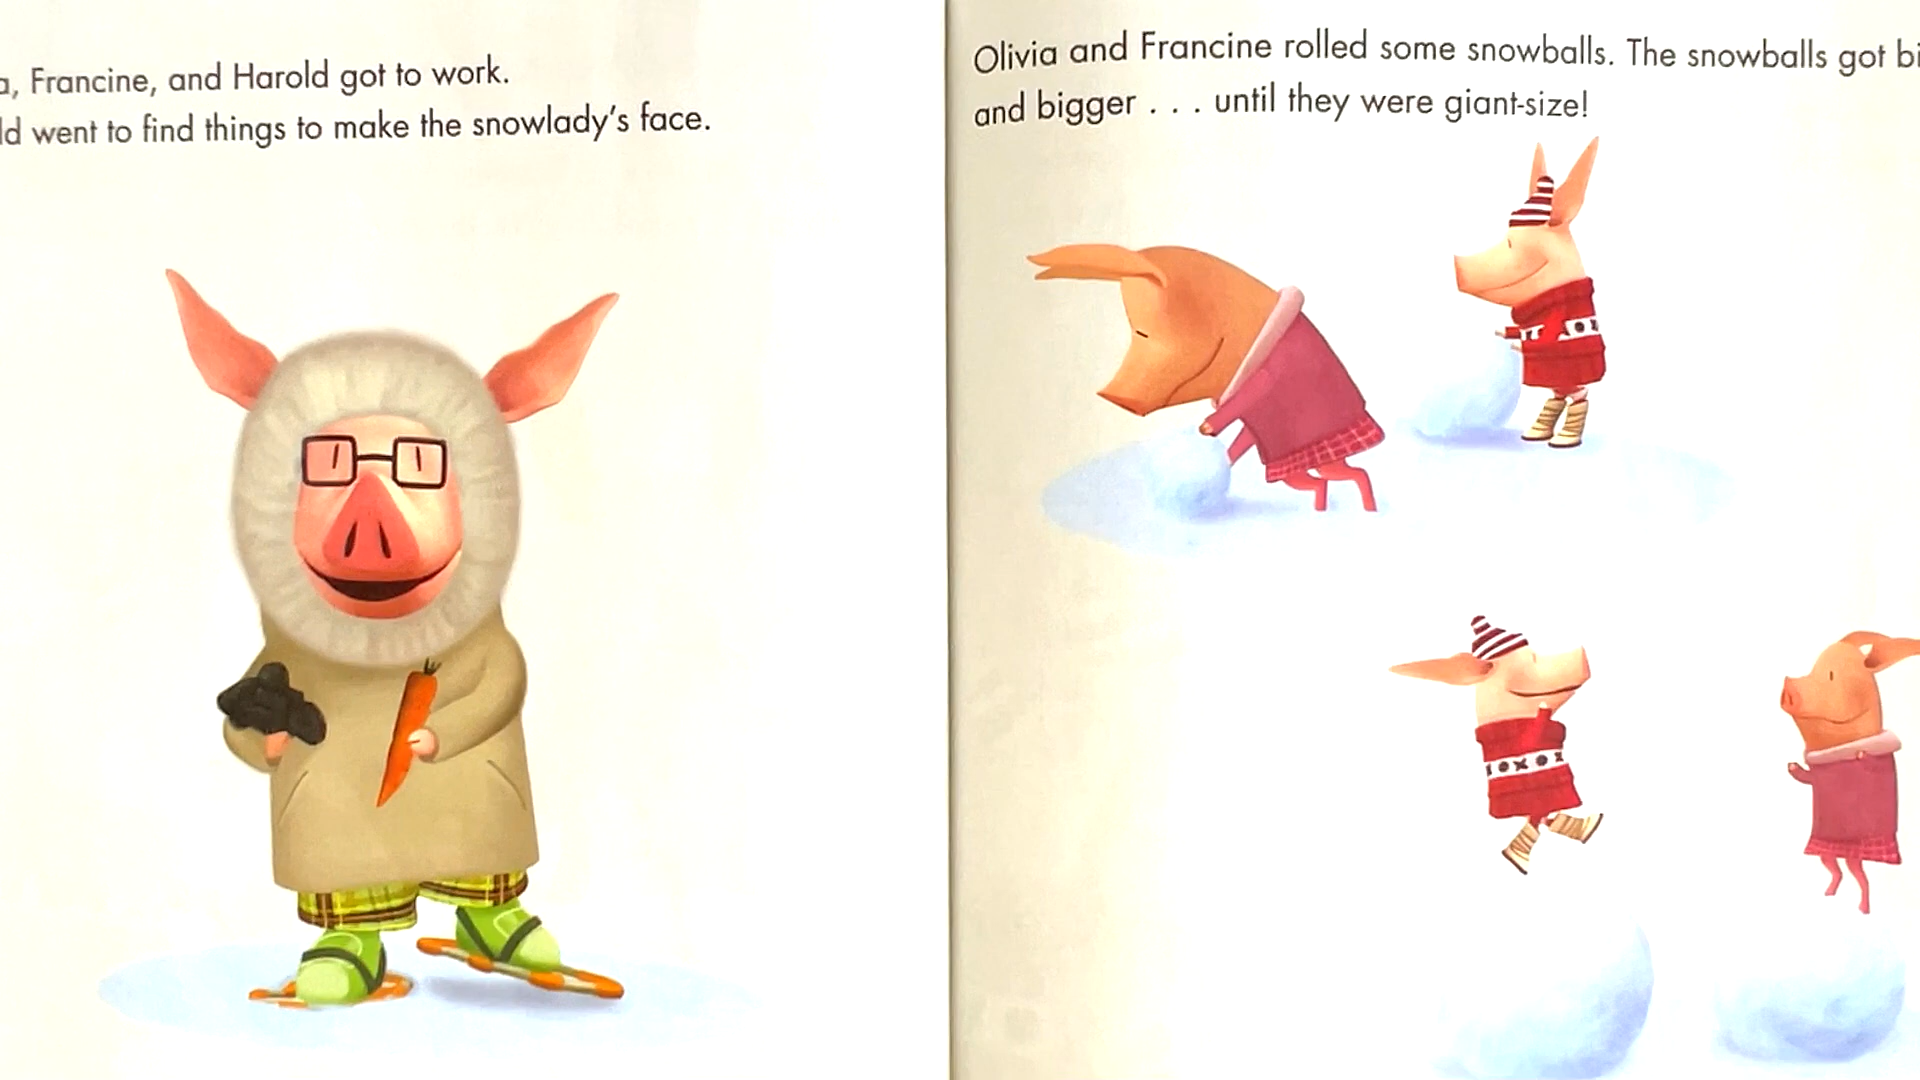 , Francine, and Harold got to work.
went to find things to make the snowlady's face.
Olivia and Francine rolled some snowballs. The snowballs got
and bigger . . . until they were giant-size!